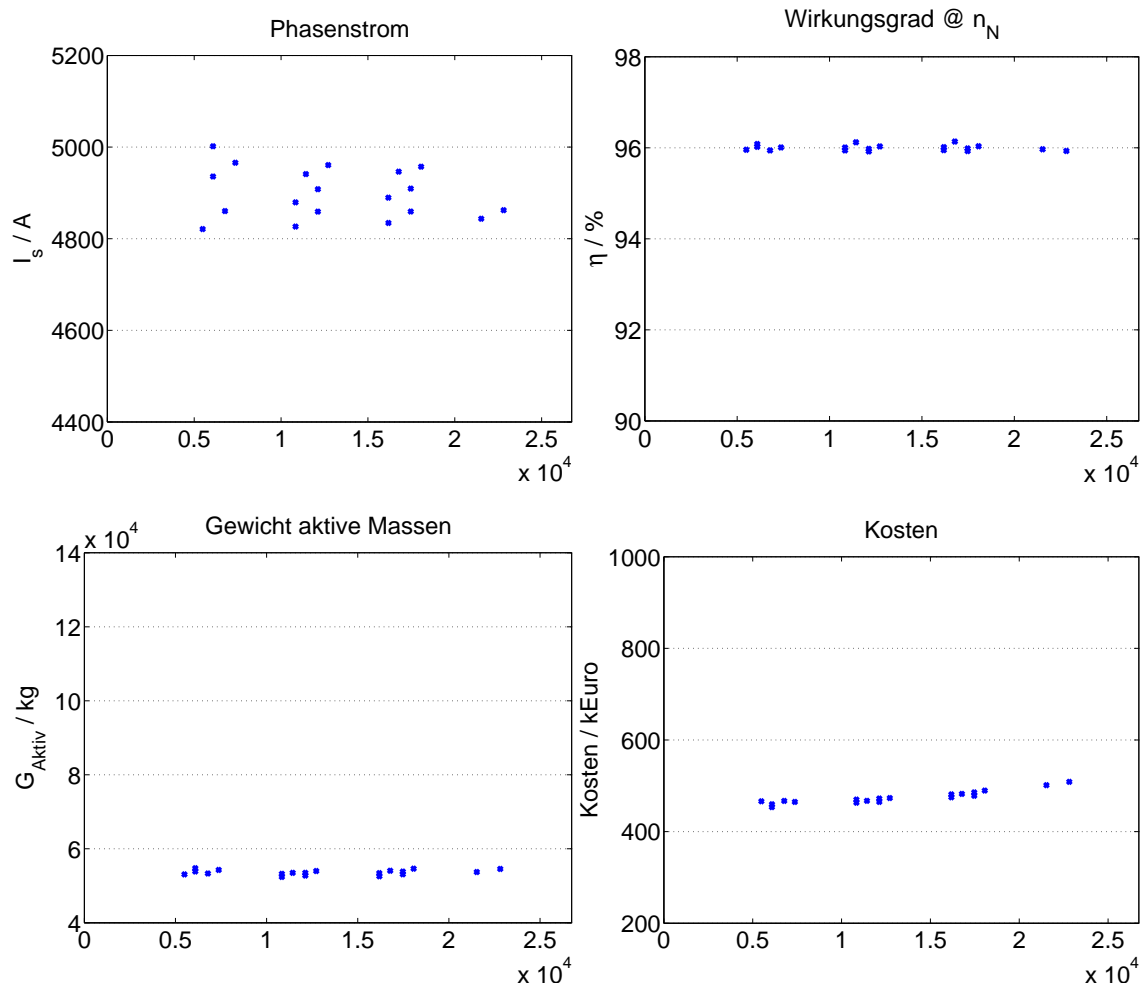 Phasenstrom
5200
5000
4800
4600
4400
I_s / A
0 0.5 1 1.5 2 2.5
x 10^4
Wirkungsgrad @ n_N
98
96
94
92
90
η / %
0 0.5 1 1.5 2 2.5
x 10^4
Gewicht aktive Massen
x 10^4
14
12
10
8
6
4
G_Aktiv / kg
0 0.5 1 1.5 2 2.5
x 10^4
Kosten
1000
800
600
400
200
Kosten / kEuro
0 0.5 1 1.5 2 2.5
x 10^4